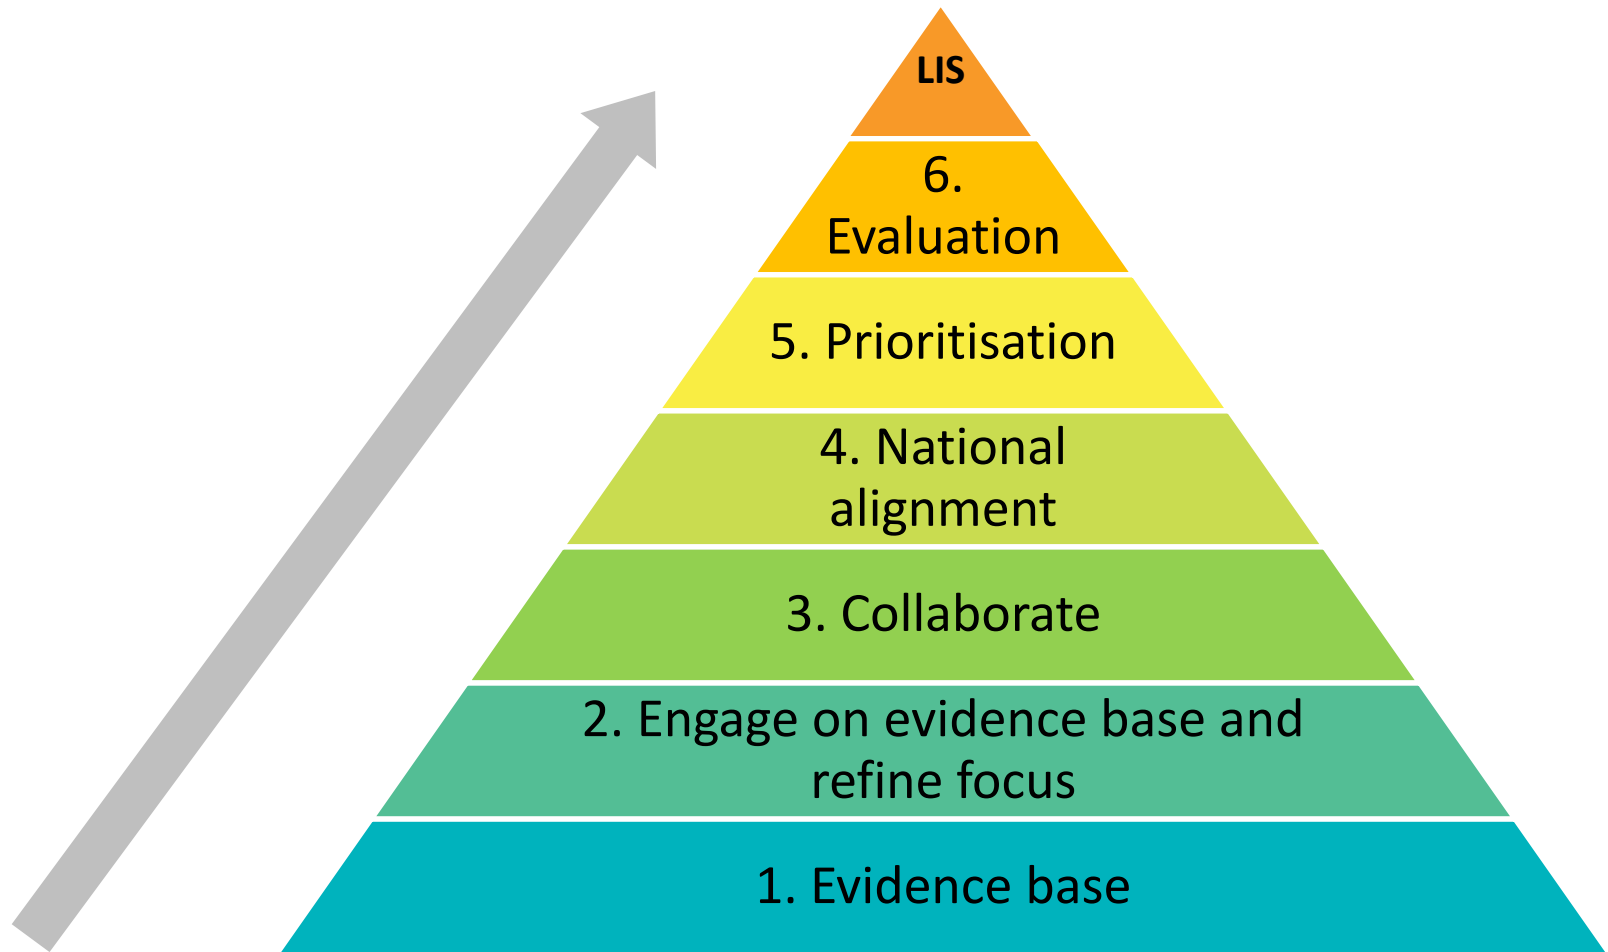 LIS
6.
Evaluation
5. Prioritisation
4. National
alignment
3. Collaborate
2. Engage on evidence base and
refine focus
1. Evidence base